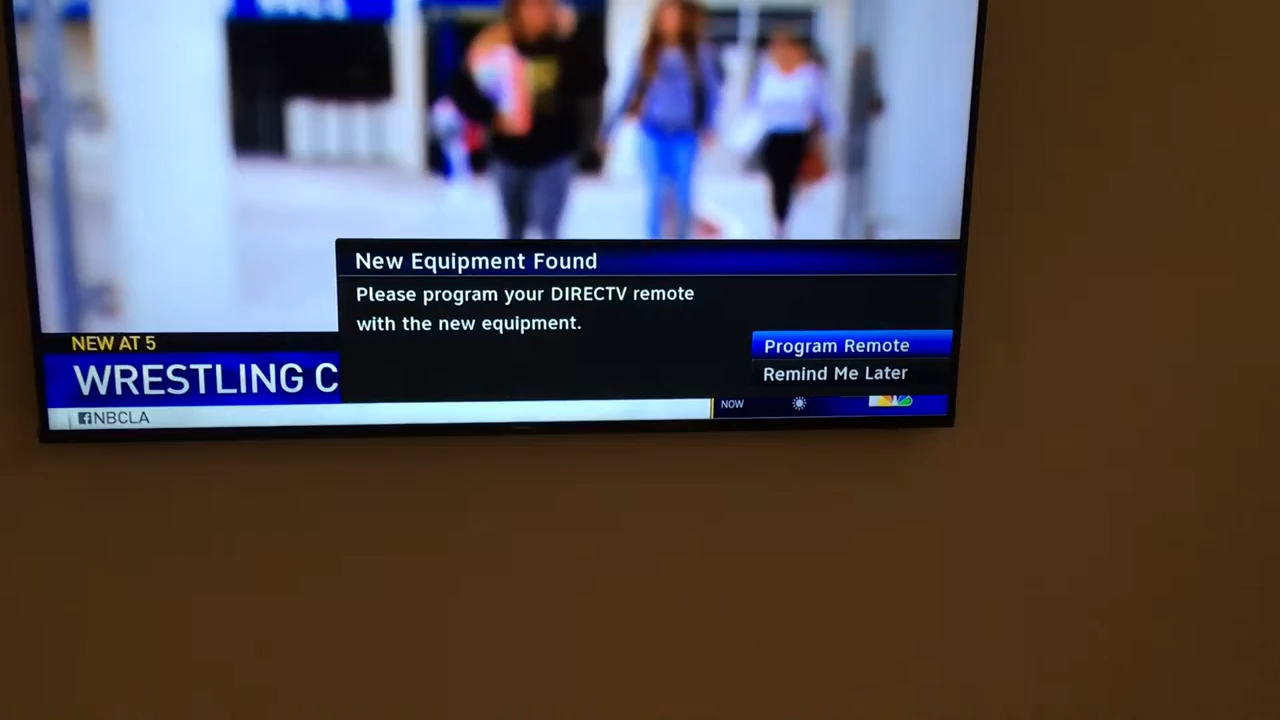 New Equipment Found
Please program your DIRECTV remote
with the new equipment.
Program Remote
Remind Me Later
NEW AT 5
WRESTLING C
NBCLA
NOW